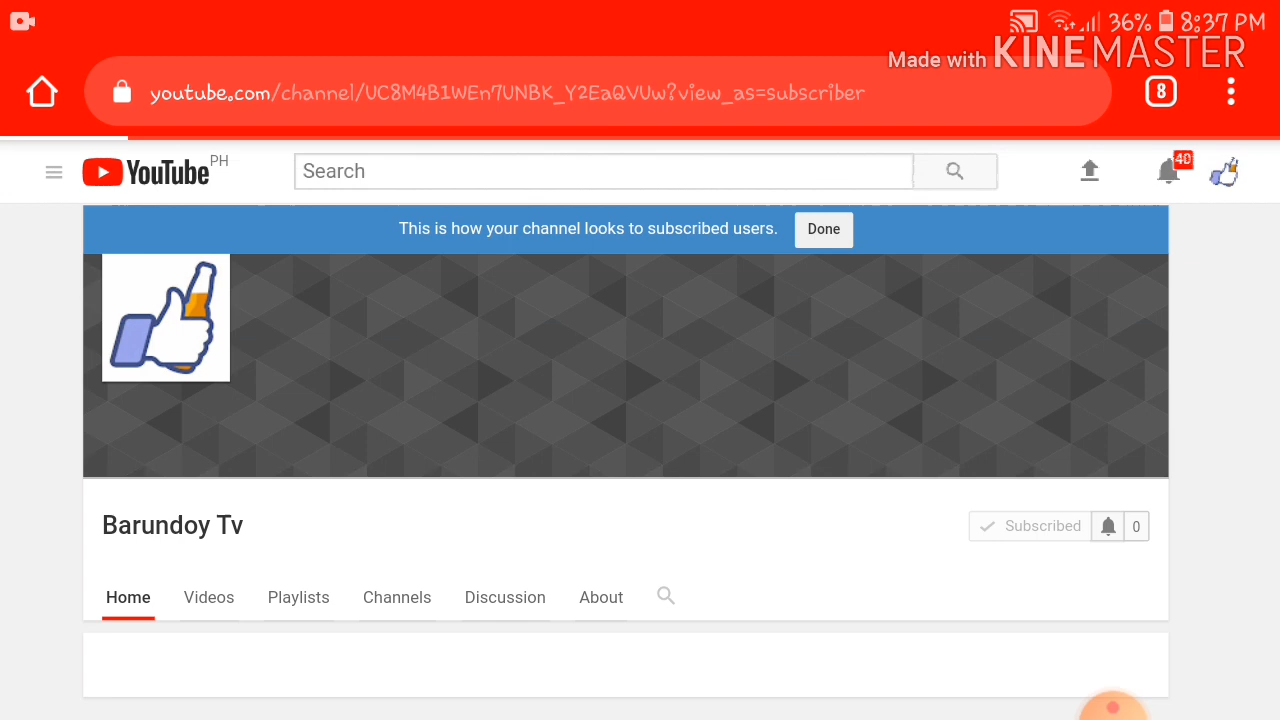 36% 8:37 PM
Made with KINEMASTER
youtube.com/channel/UC8M4B1WEn7UNBK_Y2EaQVUw?view_as=subscriber
8
YouTube PH
Search
40
This is how your channel looks to subscribed users.
Done
Barundoy Tv
Subscribed
0
Home Videos Playlists Channels Discussion About